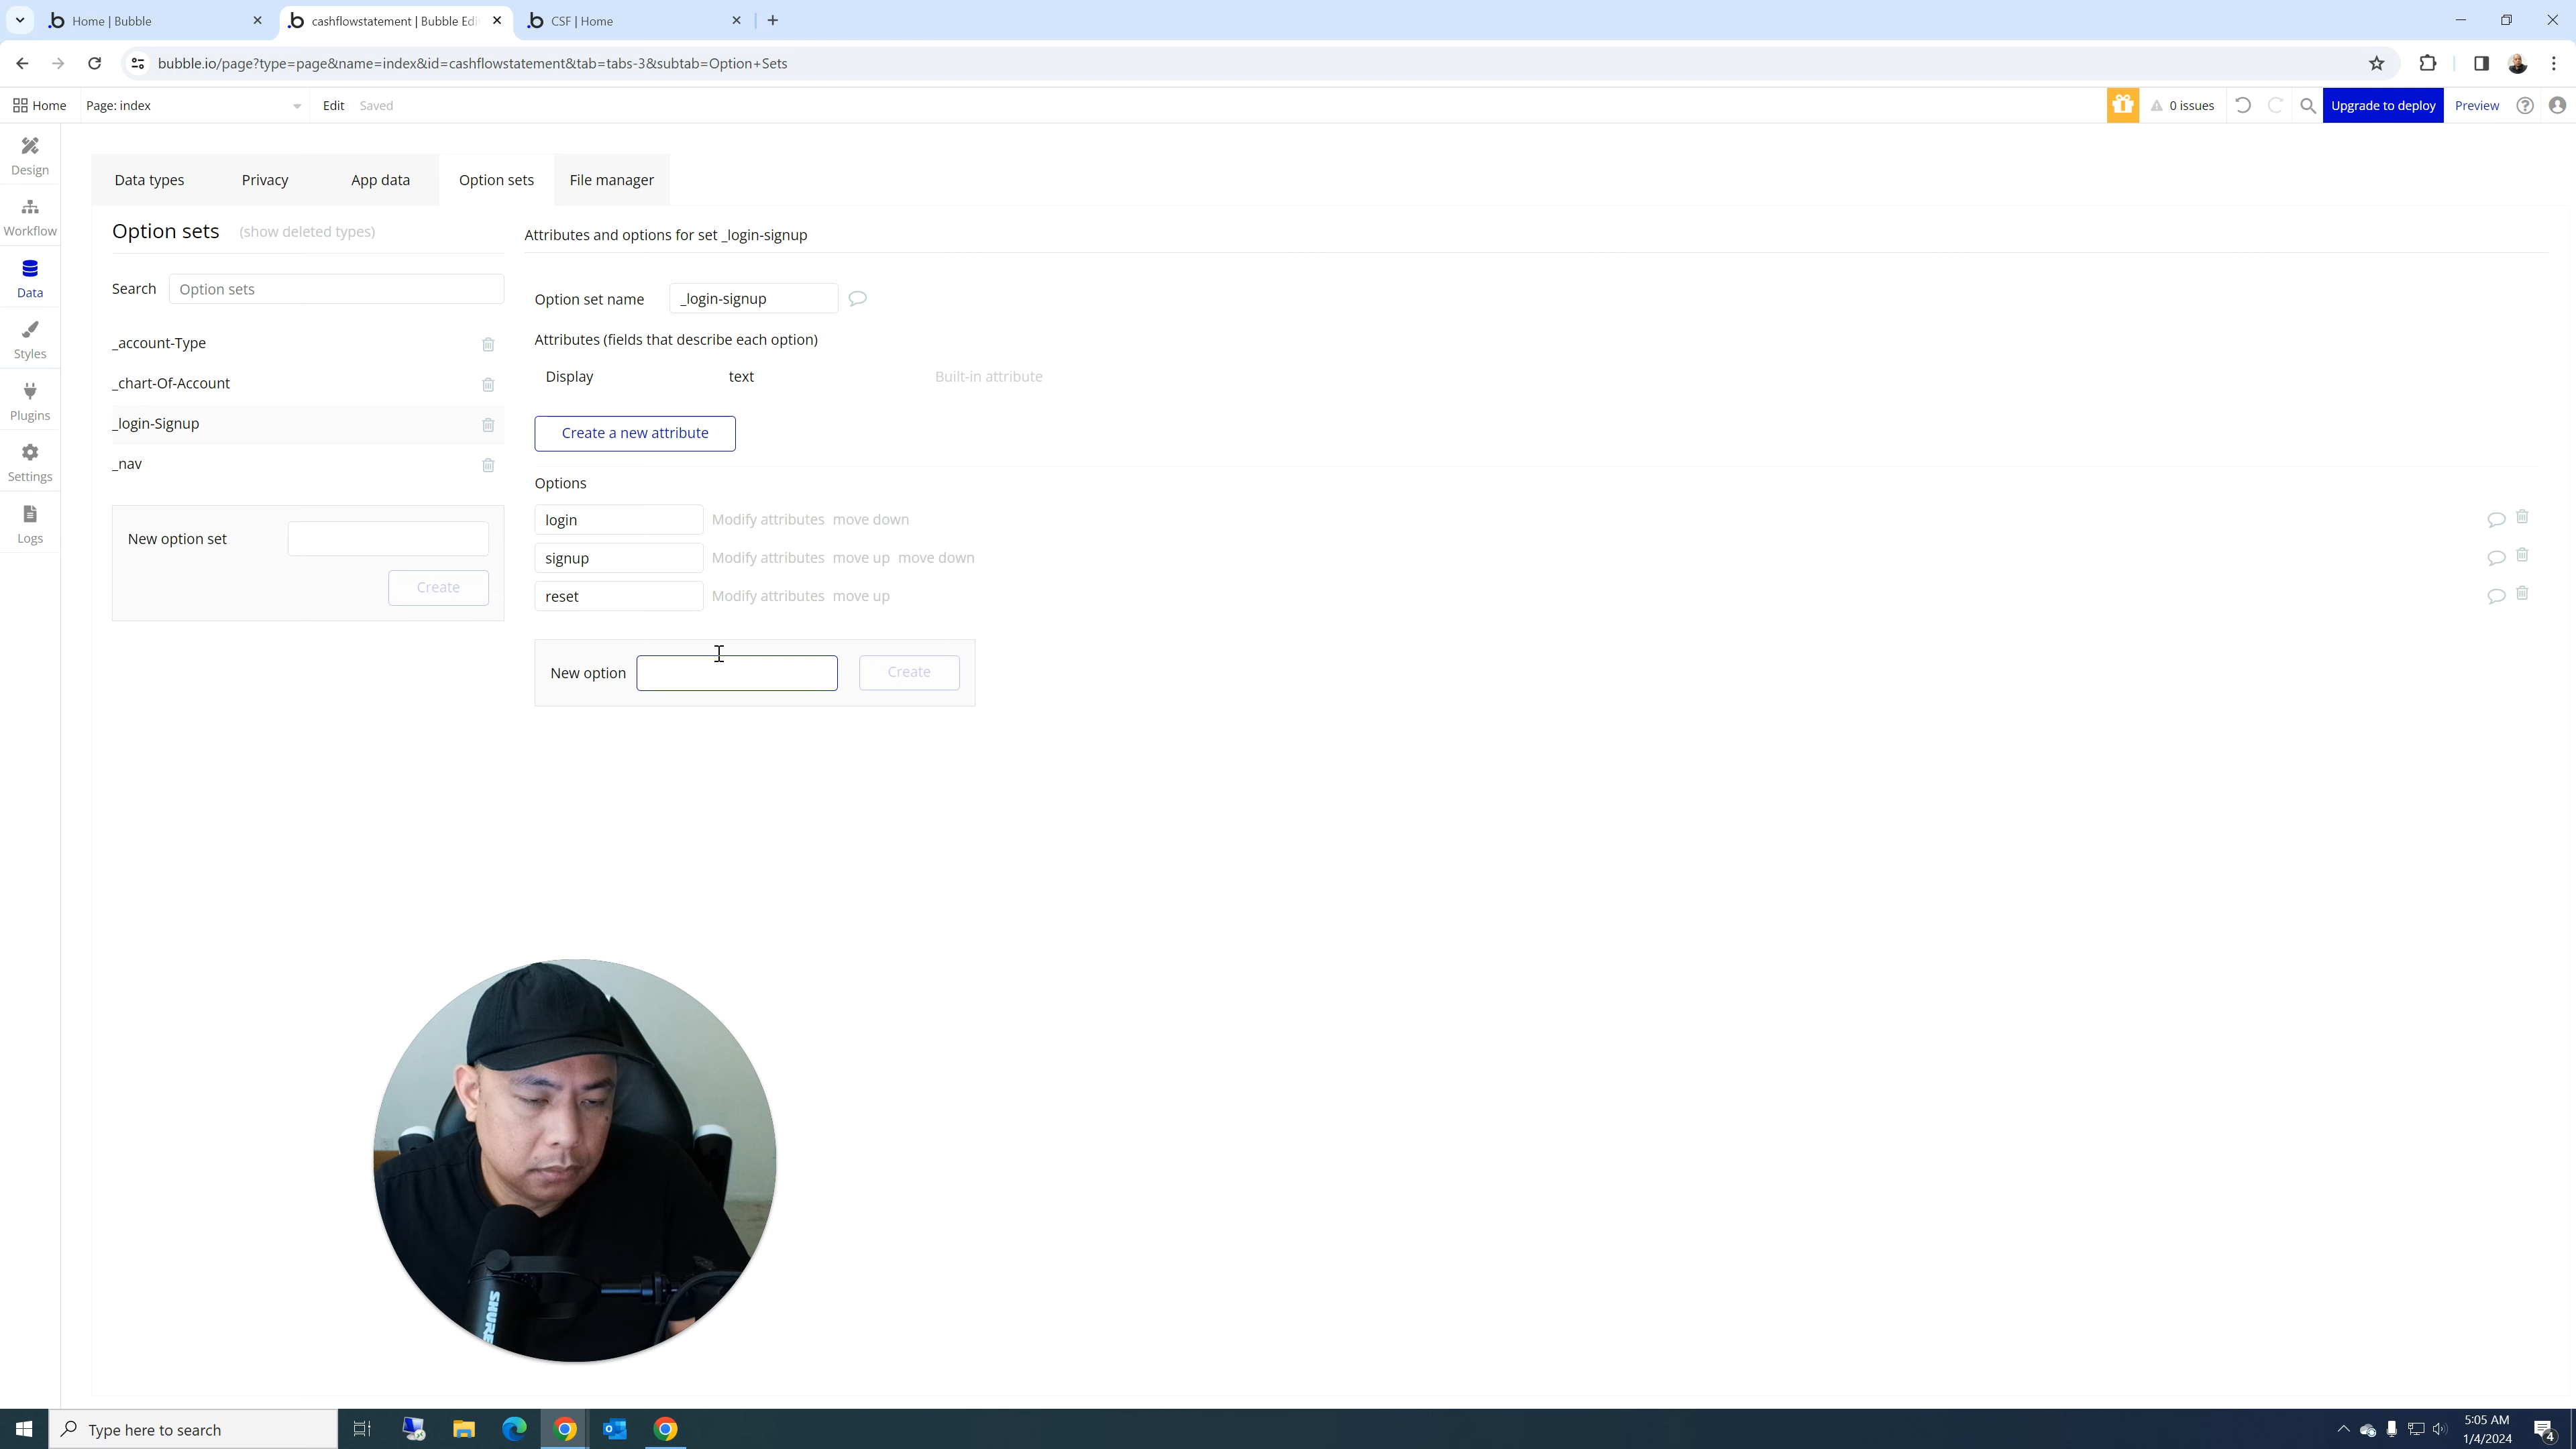 Home | Bubble
cashflowstatement | Bubble Edi
CSF | Home
bubble.io/page?type=page&name=index&id=cashflowstatement&tab=tabs-3&subtab=Option+Sets
Home
Page: index
Edit
Saved
0 issues
Upgrade to deploy
Preview
Design
Workflow
Data
Styles
Plugins
Settings
Logs
Data types
Privacy
App data
Option sets
File manager
Option sets
(show deleted types)
Search
Option sets
_account-Type
_chart-Of-Account
_login-Signup
_nav
New option set
Create
Attributes and options for set _login-signup
Option set name
_login-signup
Attributes (fields that describe each option)
Display
text
Built-in attribute
Create a new attribute
Options
login
Modify attributes move down
signup
Modify attributes move up move down
reset
Modify attributes move up
New option
Create
SHURE
Type here to search
5:05 AM
1/4/2024
4